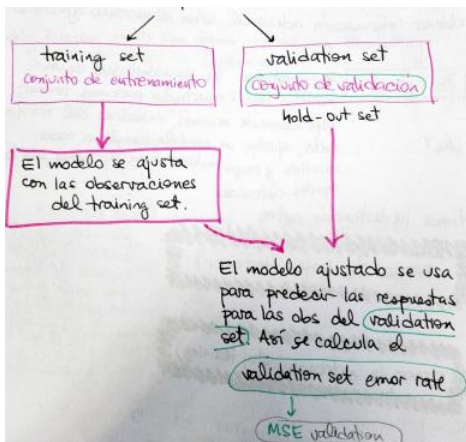 training set
conjunto de entrenamiento
validation set
conjunto de validación
hold-out set
El modelo se ajusta
con las observaciones
del training set.
El modelo ajustado se usa
para predecir las respuestas
para las obs del validation
set. Así se calcula el
validation set error rate
MSE validation